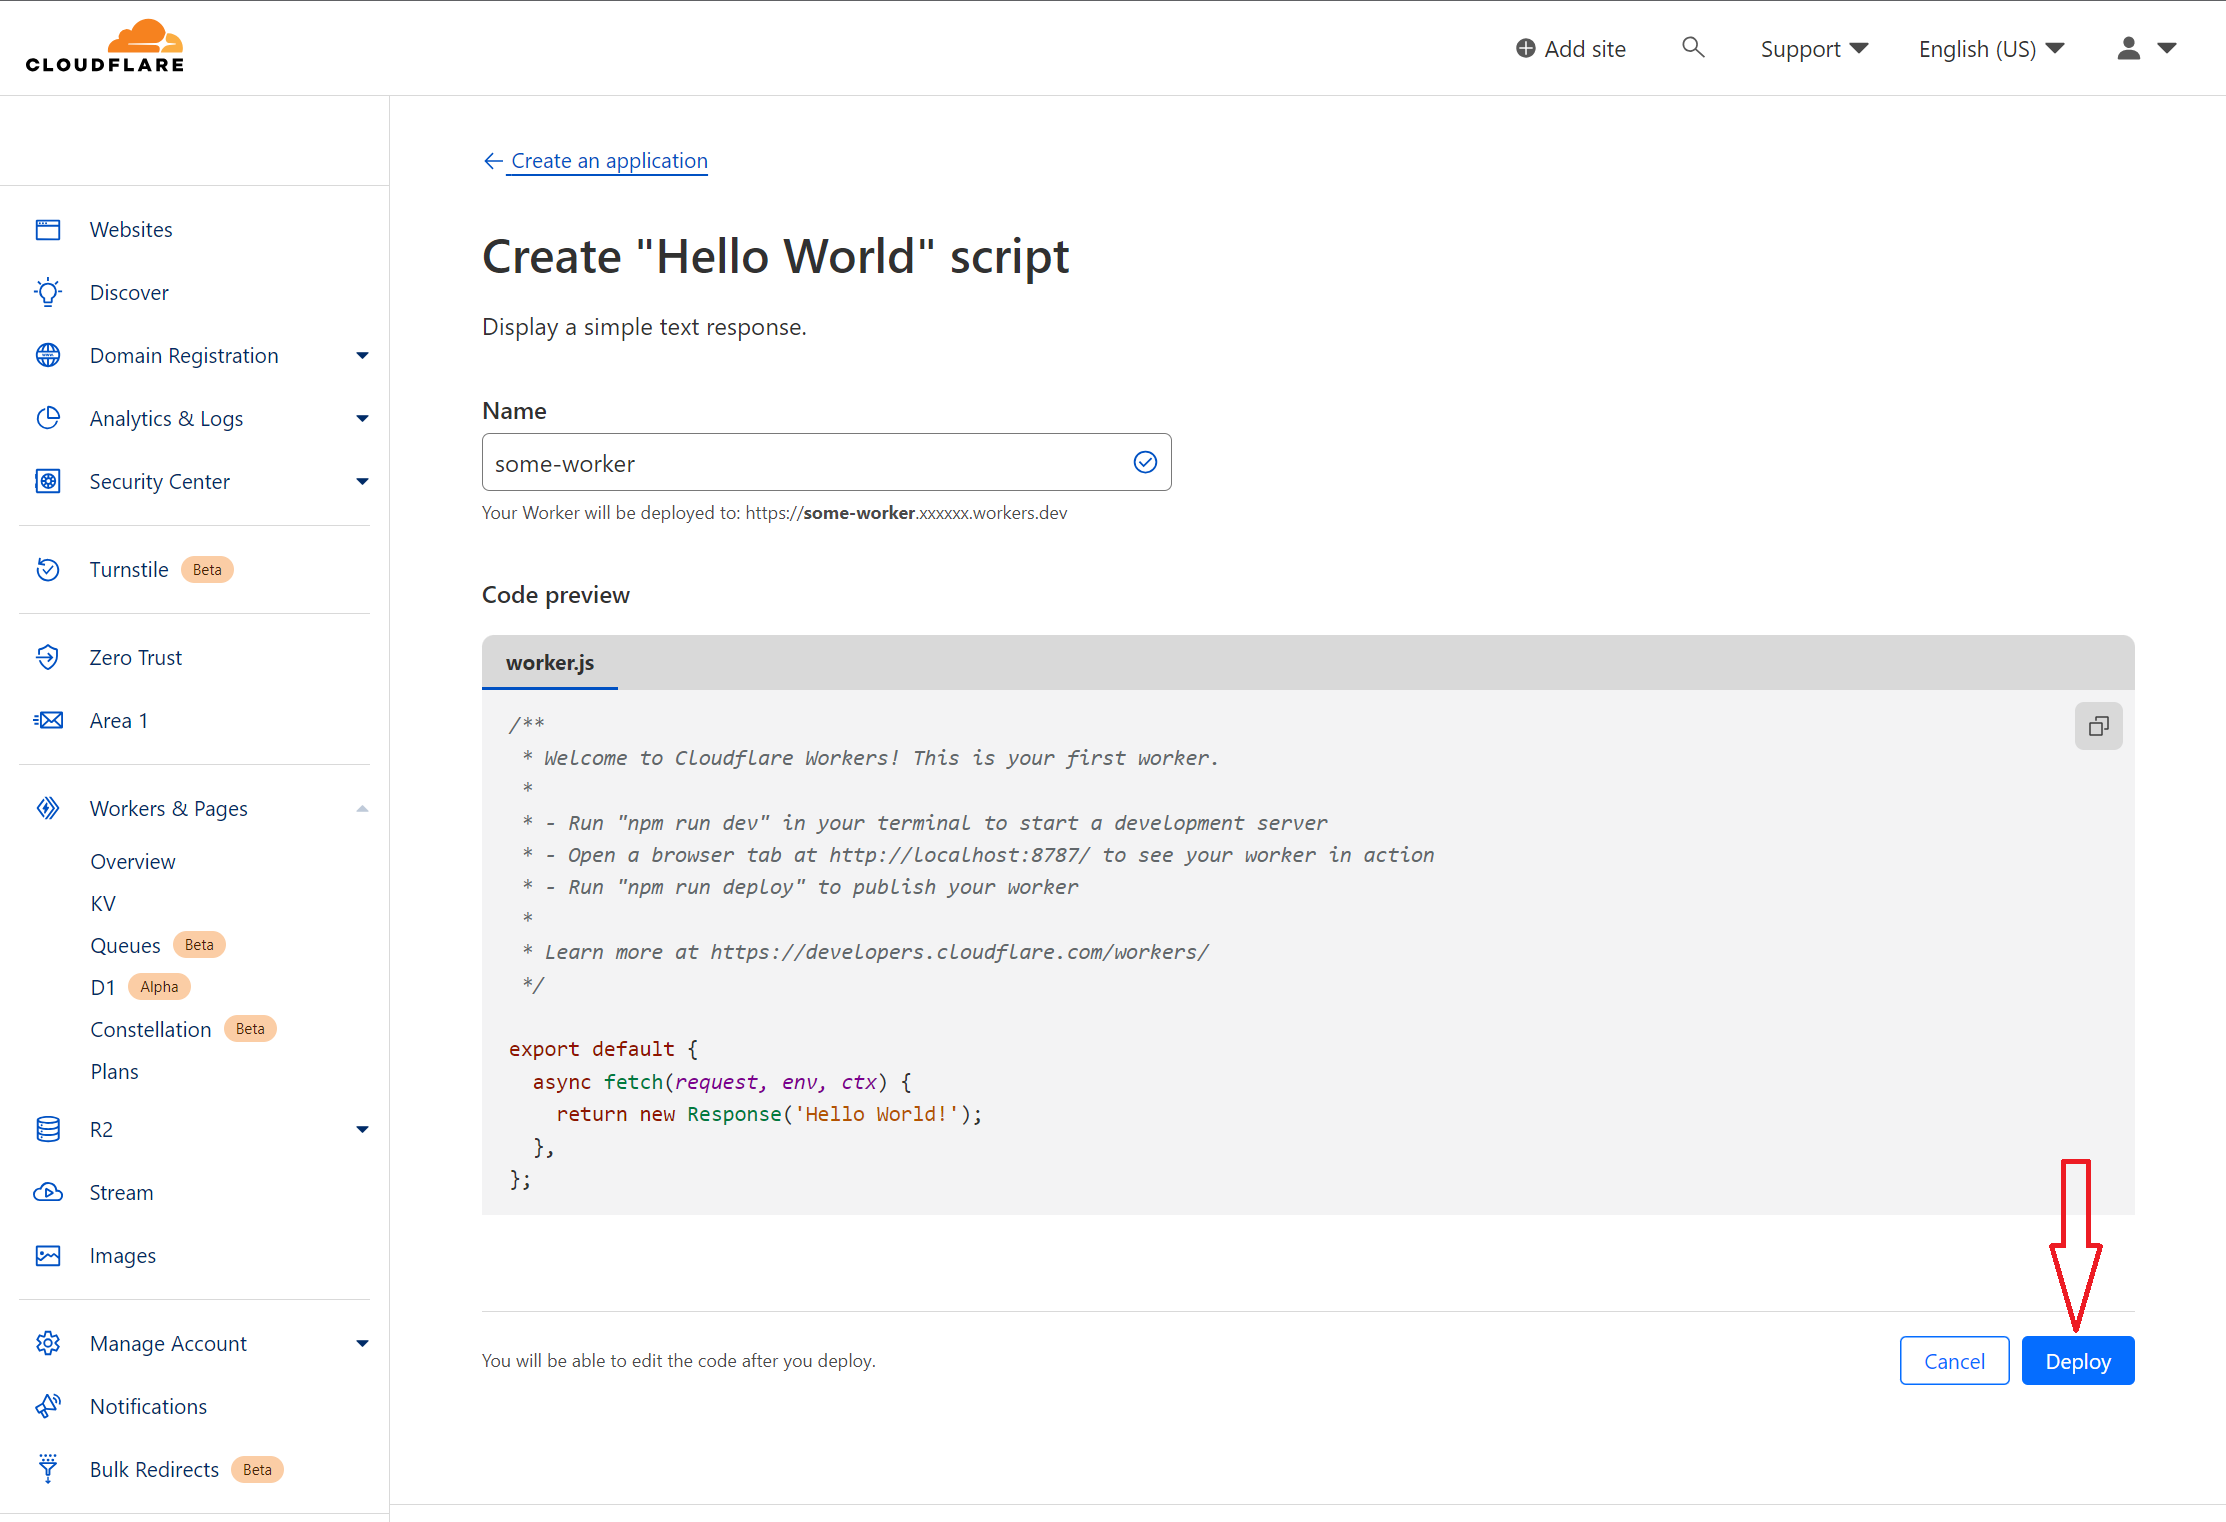 CLOUDFLARE
Add site
Support
English (US)
Websites
Discover
Domain Registration
Analytics & Logs
Security Center
Turnstile Beta
Zero Trust
Area 1
Workers & Pages
Overview
KV
Queues Beta
D1 Alpha
Constellation Beta
Plans
R2
Stream
Images
Manage Account
Notifications
Bulk Redirects Beta
← Create an application
Create "Hello World" script
Display a simple text response.
Name
some-worker
Your Worker will be deployed to: https://some-worker.xxxxxx.workers.dev
Code preview
worker.js
/**
 * Welcome to Cloudflare Workers! This is your first worker.
 *
 * - Run "npm run dev" in your terminal to start a development server
 * - Open a browser tab at http://localhost:8787/ to see your worker in action
 * - Run "npm run deploy" to publish your worker
 *
 * Learn more at https://developers.cloudflare.com/workers/
 */
export default {
  async fetch(request, env, ctx) {
    return new Response('Hello World!');
  },
};
You will be able to edit the code after you deploy.
Cancel
Deploy